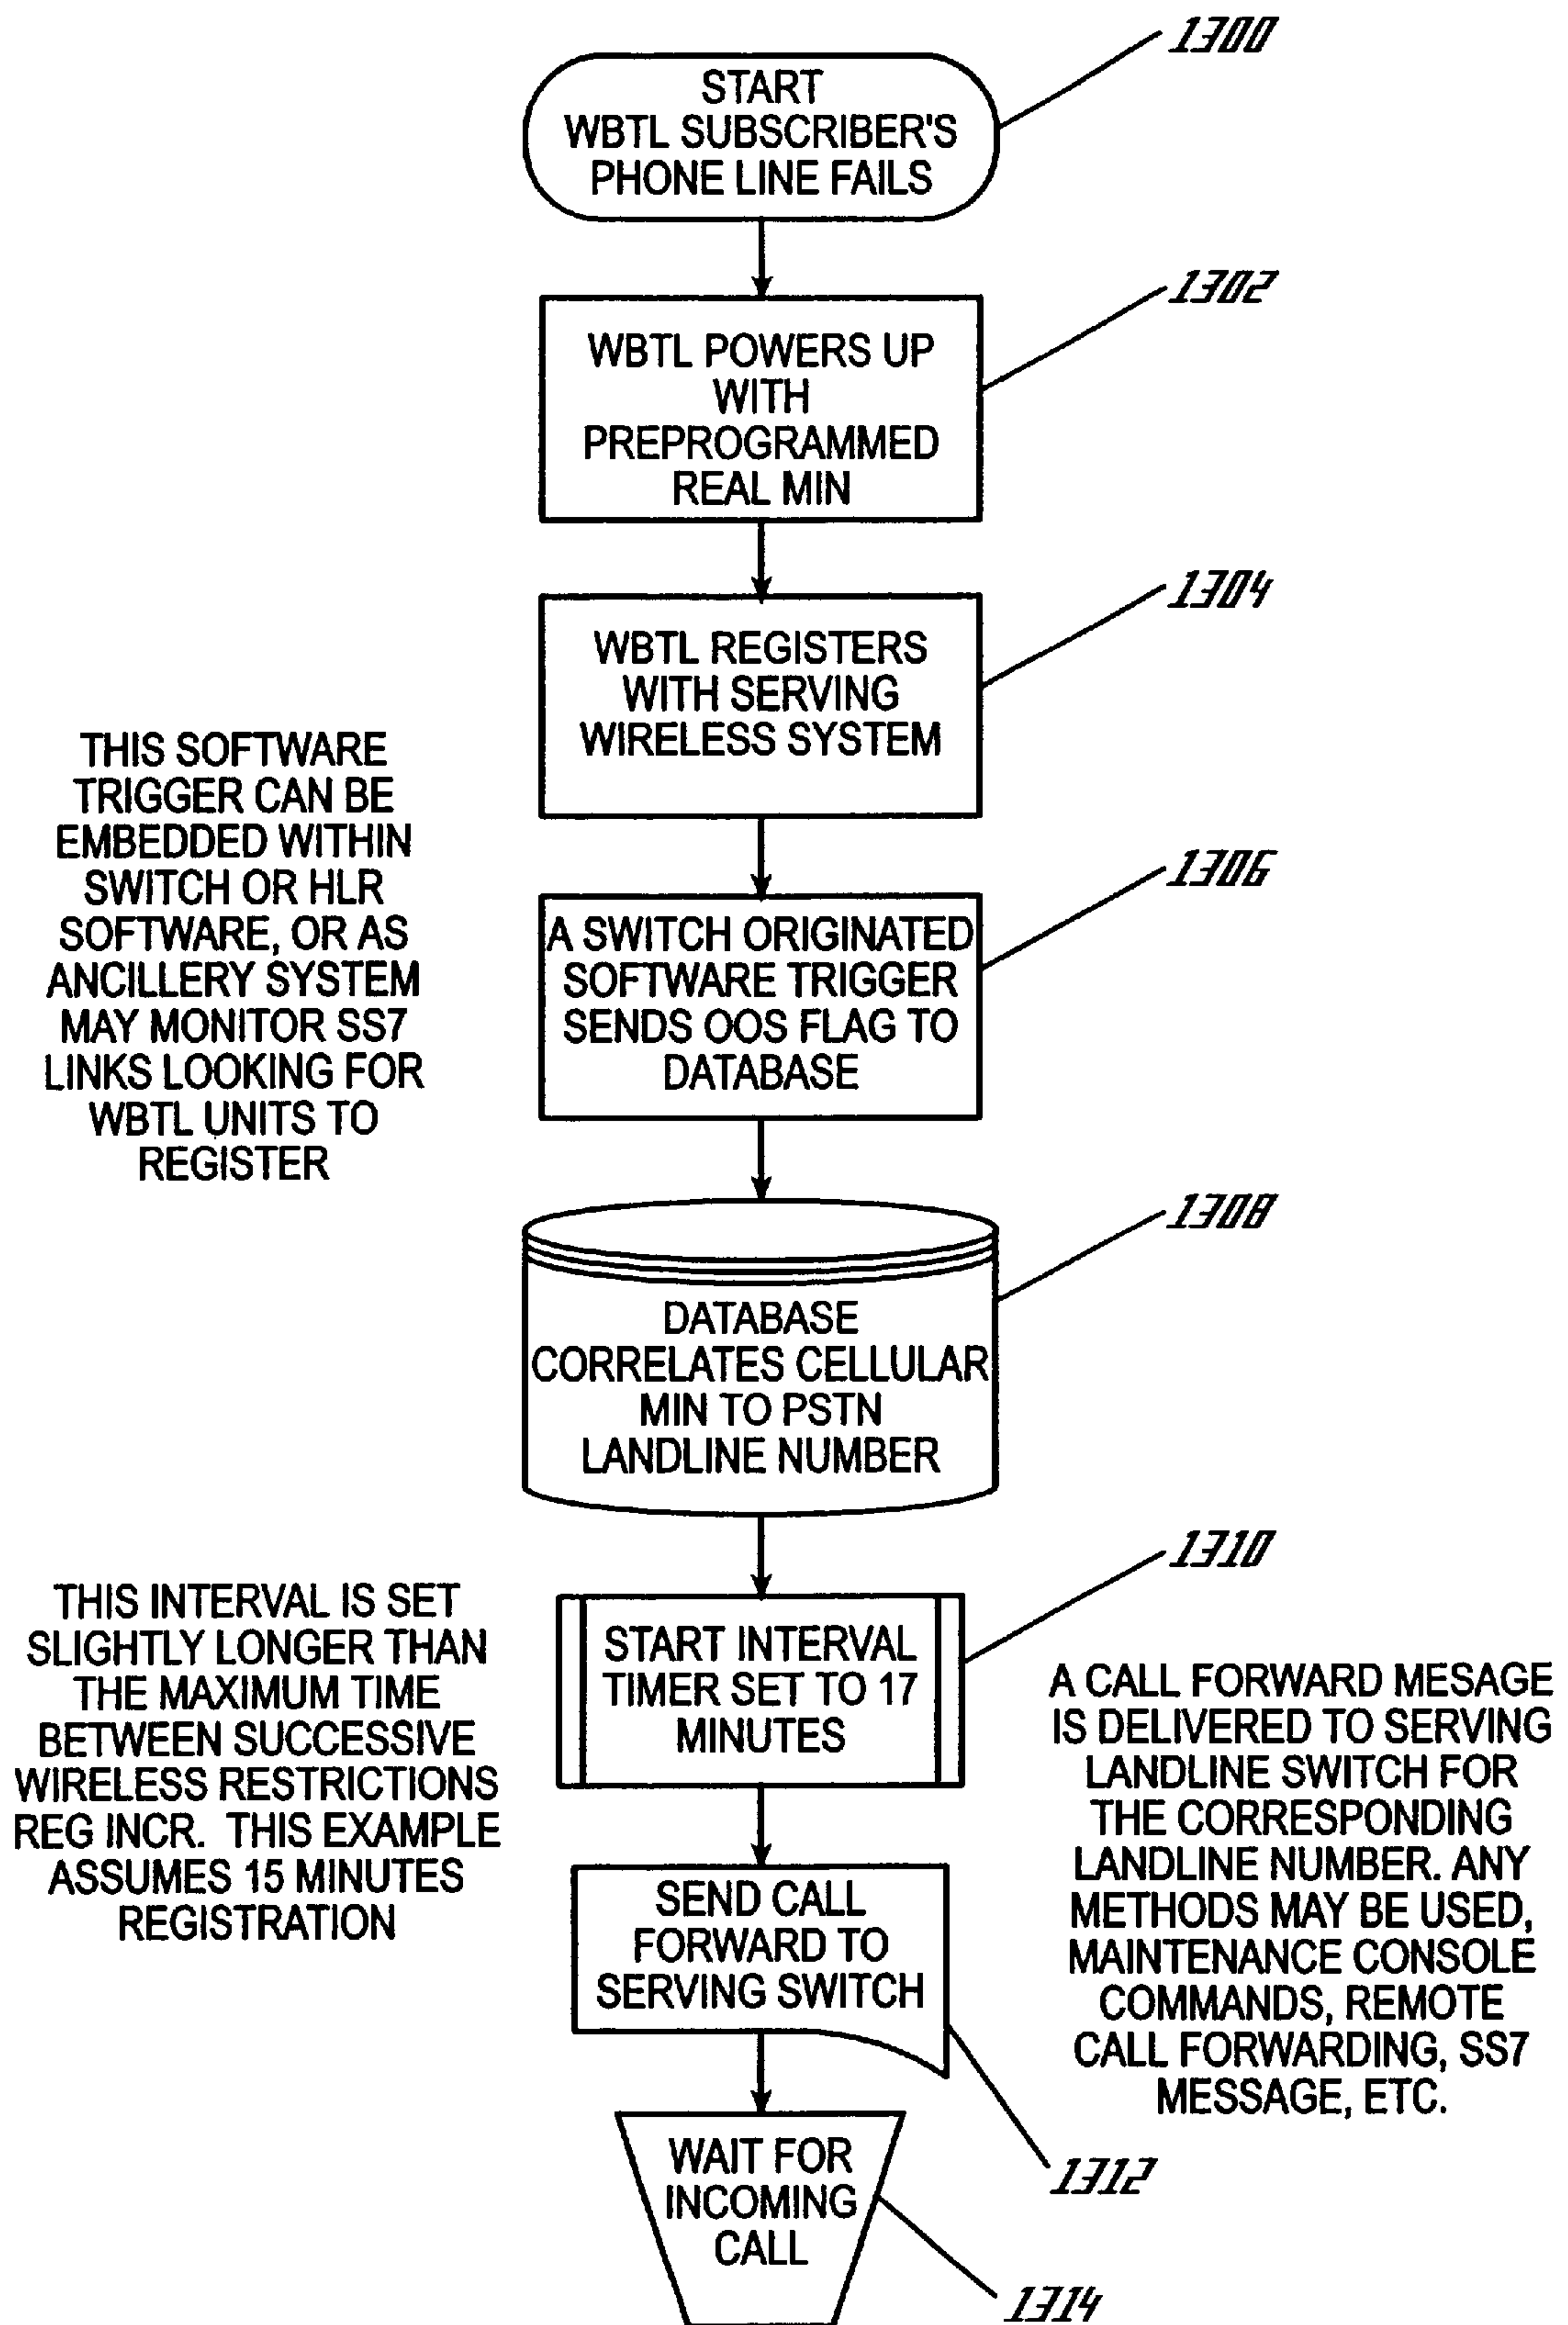 1300
START
WBTL SUBSCRIBER'S
PHONE LINE FAILS
1302
WBTL POWERS UP
WITH
PREPROGRAMMED
REAL MIN
1304
WBTL REGISTERS
WITH SERVING
WIRELESS SYSTEM
THIS SOFTWARE
TRIGGER CAN BE
EMBEDDED WITHIN
SWITCH OR HLR
SOFTWARE, OR AS
ANCILLERY SYSTEM
MAY MONITOR SS7
LINKS LOOKING FOR
WBTL UNITS TO
REGISTER
1306
A SWITCH ORIGINATED
SOFTWARE TRIGGER
SENDS OOS FLAG TO
DATABASE
1308
DATABASE
CORRELATES CELLULAR
MIN TO PSTN
LANDLINE NUMBER
1310
THIS INTERVAL IS SET
SLIGHTLY LONGER THAN
THE MAXIMUM TIME
BETWEEN SUCCESSIVE
WIRELESS RESTRICTIONS
REG INCR. THIS EXAMPLE
ASSUMES 15 MINUTES
REGISTRATION
START INTERVAL
TIMER SET TO 17
MINUTES
A CALL FORWARD MESAGE
IS DELIVERED TO SERVING
LANDLINE SWITCH FOR
THE CORRESPONDING
LANDLINE NUMBER. ANY
METHODS MAY BE USED,
MAINTENANCE CONSOLE
COMMANDS, REMOTE
CALL FORWARDING, SS7
MESSAGE, ETC.
SEND CALL
FORWARD TO
SERVING SWITCH
1312
WAIT FOR
INCOMING
CALL
1314